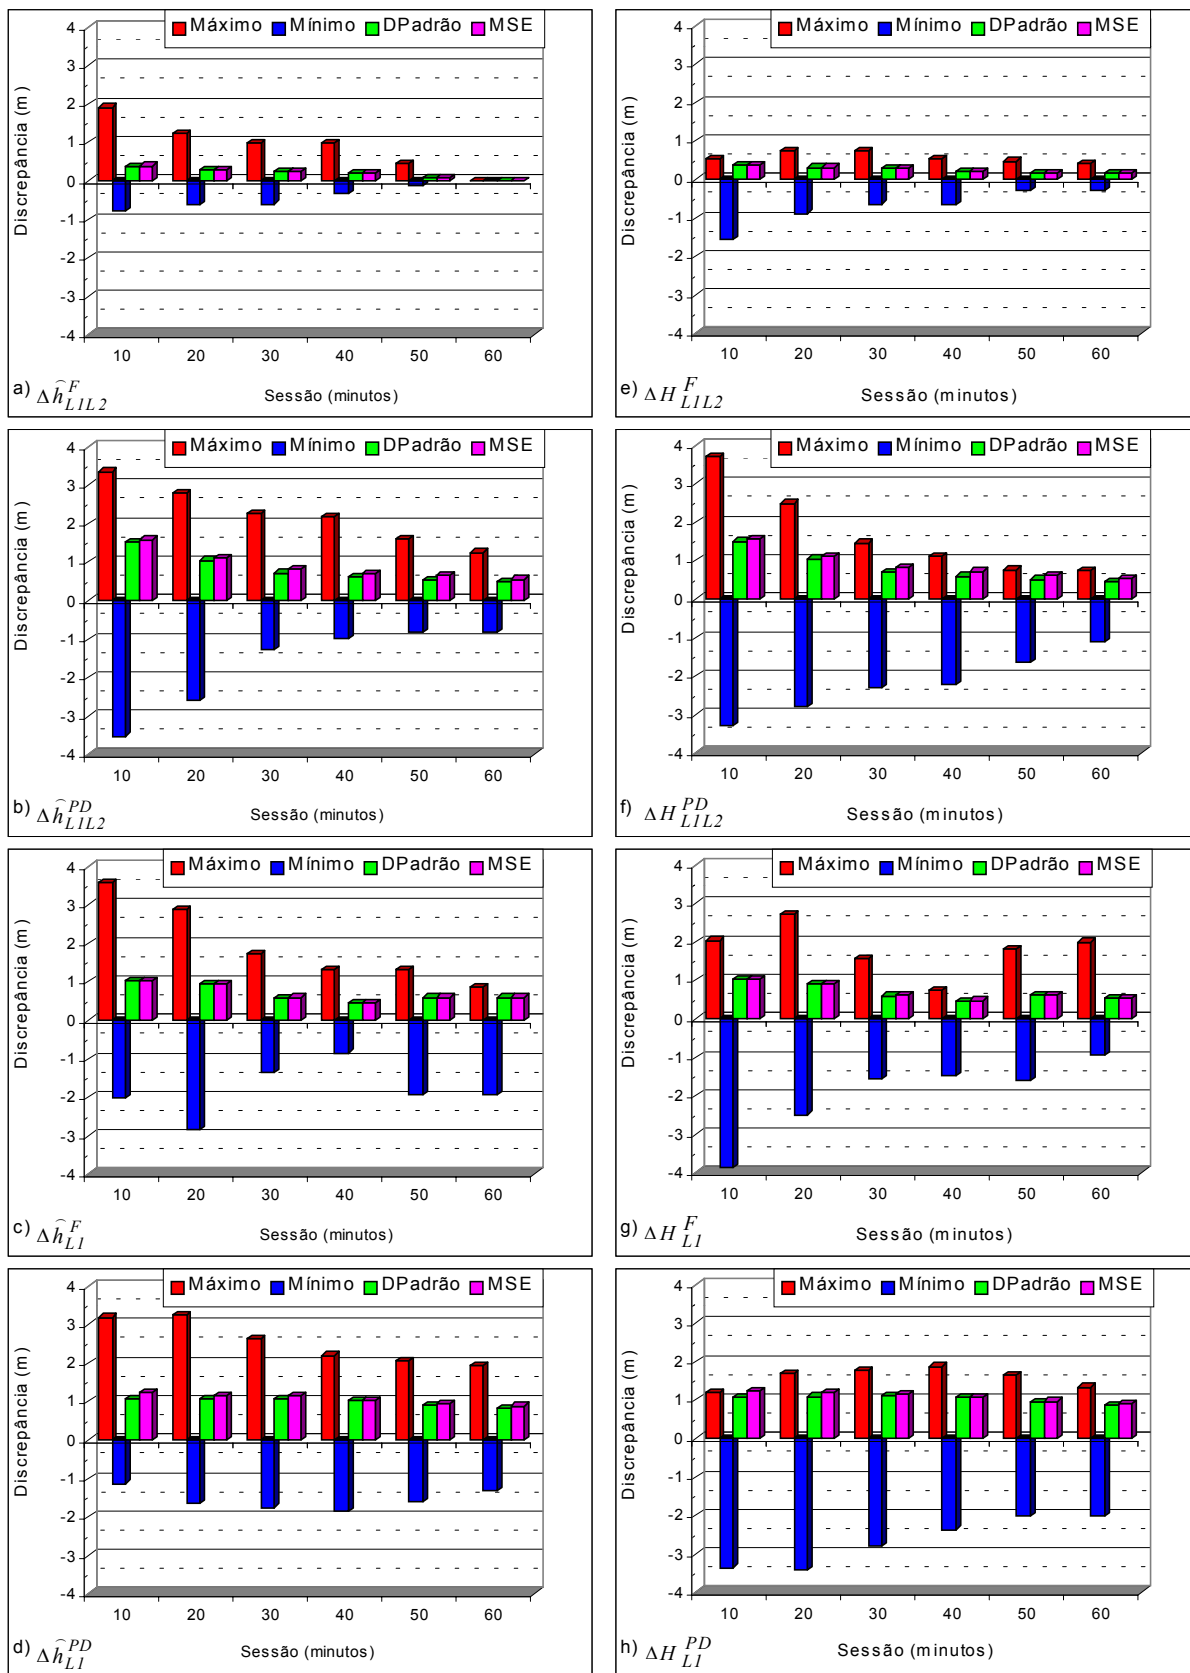 Máximo Mínimo DPadrão MSE
Discrepância (m)
4
3
2
1
0
-1
-2
-3
-4
10 20 30 40 50 60
Sessão (minutos)
a) Δĥ^F_L1L2
Máximo Mínimo DPadrão MSE
Discrepância (m)
4
3
2
1
0
-1
-2
-3
-4
10 20 30 40 50 60
Sessão (minutos)
e) ΔH^F_L1L2
Máximo Mínimo DPadrão MSE
Discrepância (m)
4
3
2
1
0
-1
-2
-3
-4
10 20 30 40 50 60
Sessão (minutos)
b) Δĥ^PD_L1L2
Máximo Mínimo DPadrão MSE
Discrepância (m)
4
3
2
1
0
-1
-2
-3
-4
10 20 30 40 50 60
Sessão (minutos)
f) ΔH^PD_L1L2
Máximo Mínimo DPadrão MSE
Discrepância (m)
4
3
2
1
0
-1
-2
-3
-4
10 20 30 40 50 60
Sessão (minutos)
c) Δĥ^F_L1
Máximo Mínimo DPadrão MSE
Discrepância (m)
4
3
2
1
0
-1
-2
-3
-4
10 20 30 40 50 60
Sessão (minutos)
g) ΔH^F_L1
Máximo Mínimo DPadrão MSE
Discrepância (m)
4
3
2
1
0
-1
-2
-3
-4
10 20 30 40 50 60
Sessão (minutos)
d) Δĥ^PD_L1
Máximo Mínimo DPadrão MSE
Discrepância (m)
4
3
2
1
0
-1
-2
-3
-4
10 20 30 40 50 60
Sessão (minutos)
h) ΔH^PD_L1